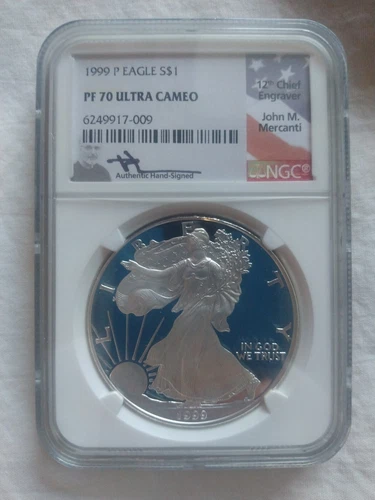 1999 P EAGLE S$1
PF 70 ULTRA CAMEO
6249917-009
Authentic Hand-Signed
12th Chief
Engraver
John M.
Mercanti
NGC®
LIBERTY
IN GOD
WE TRUST
1999